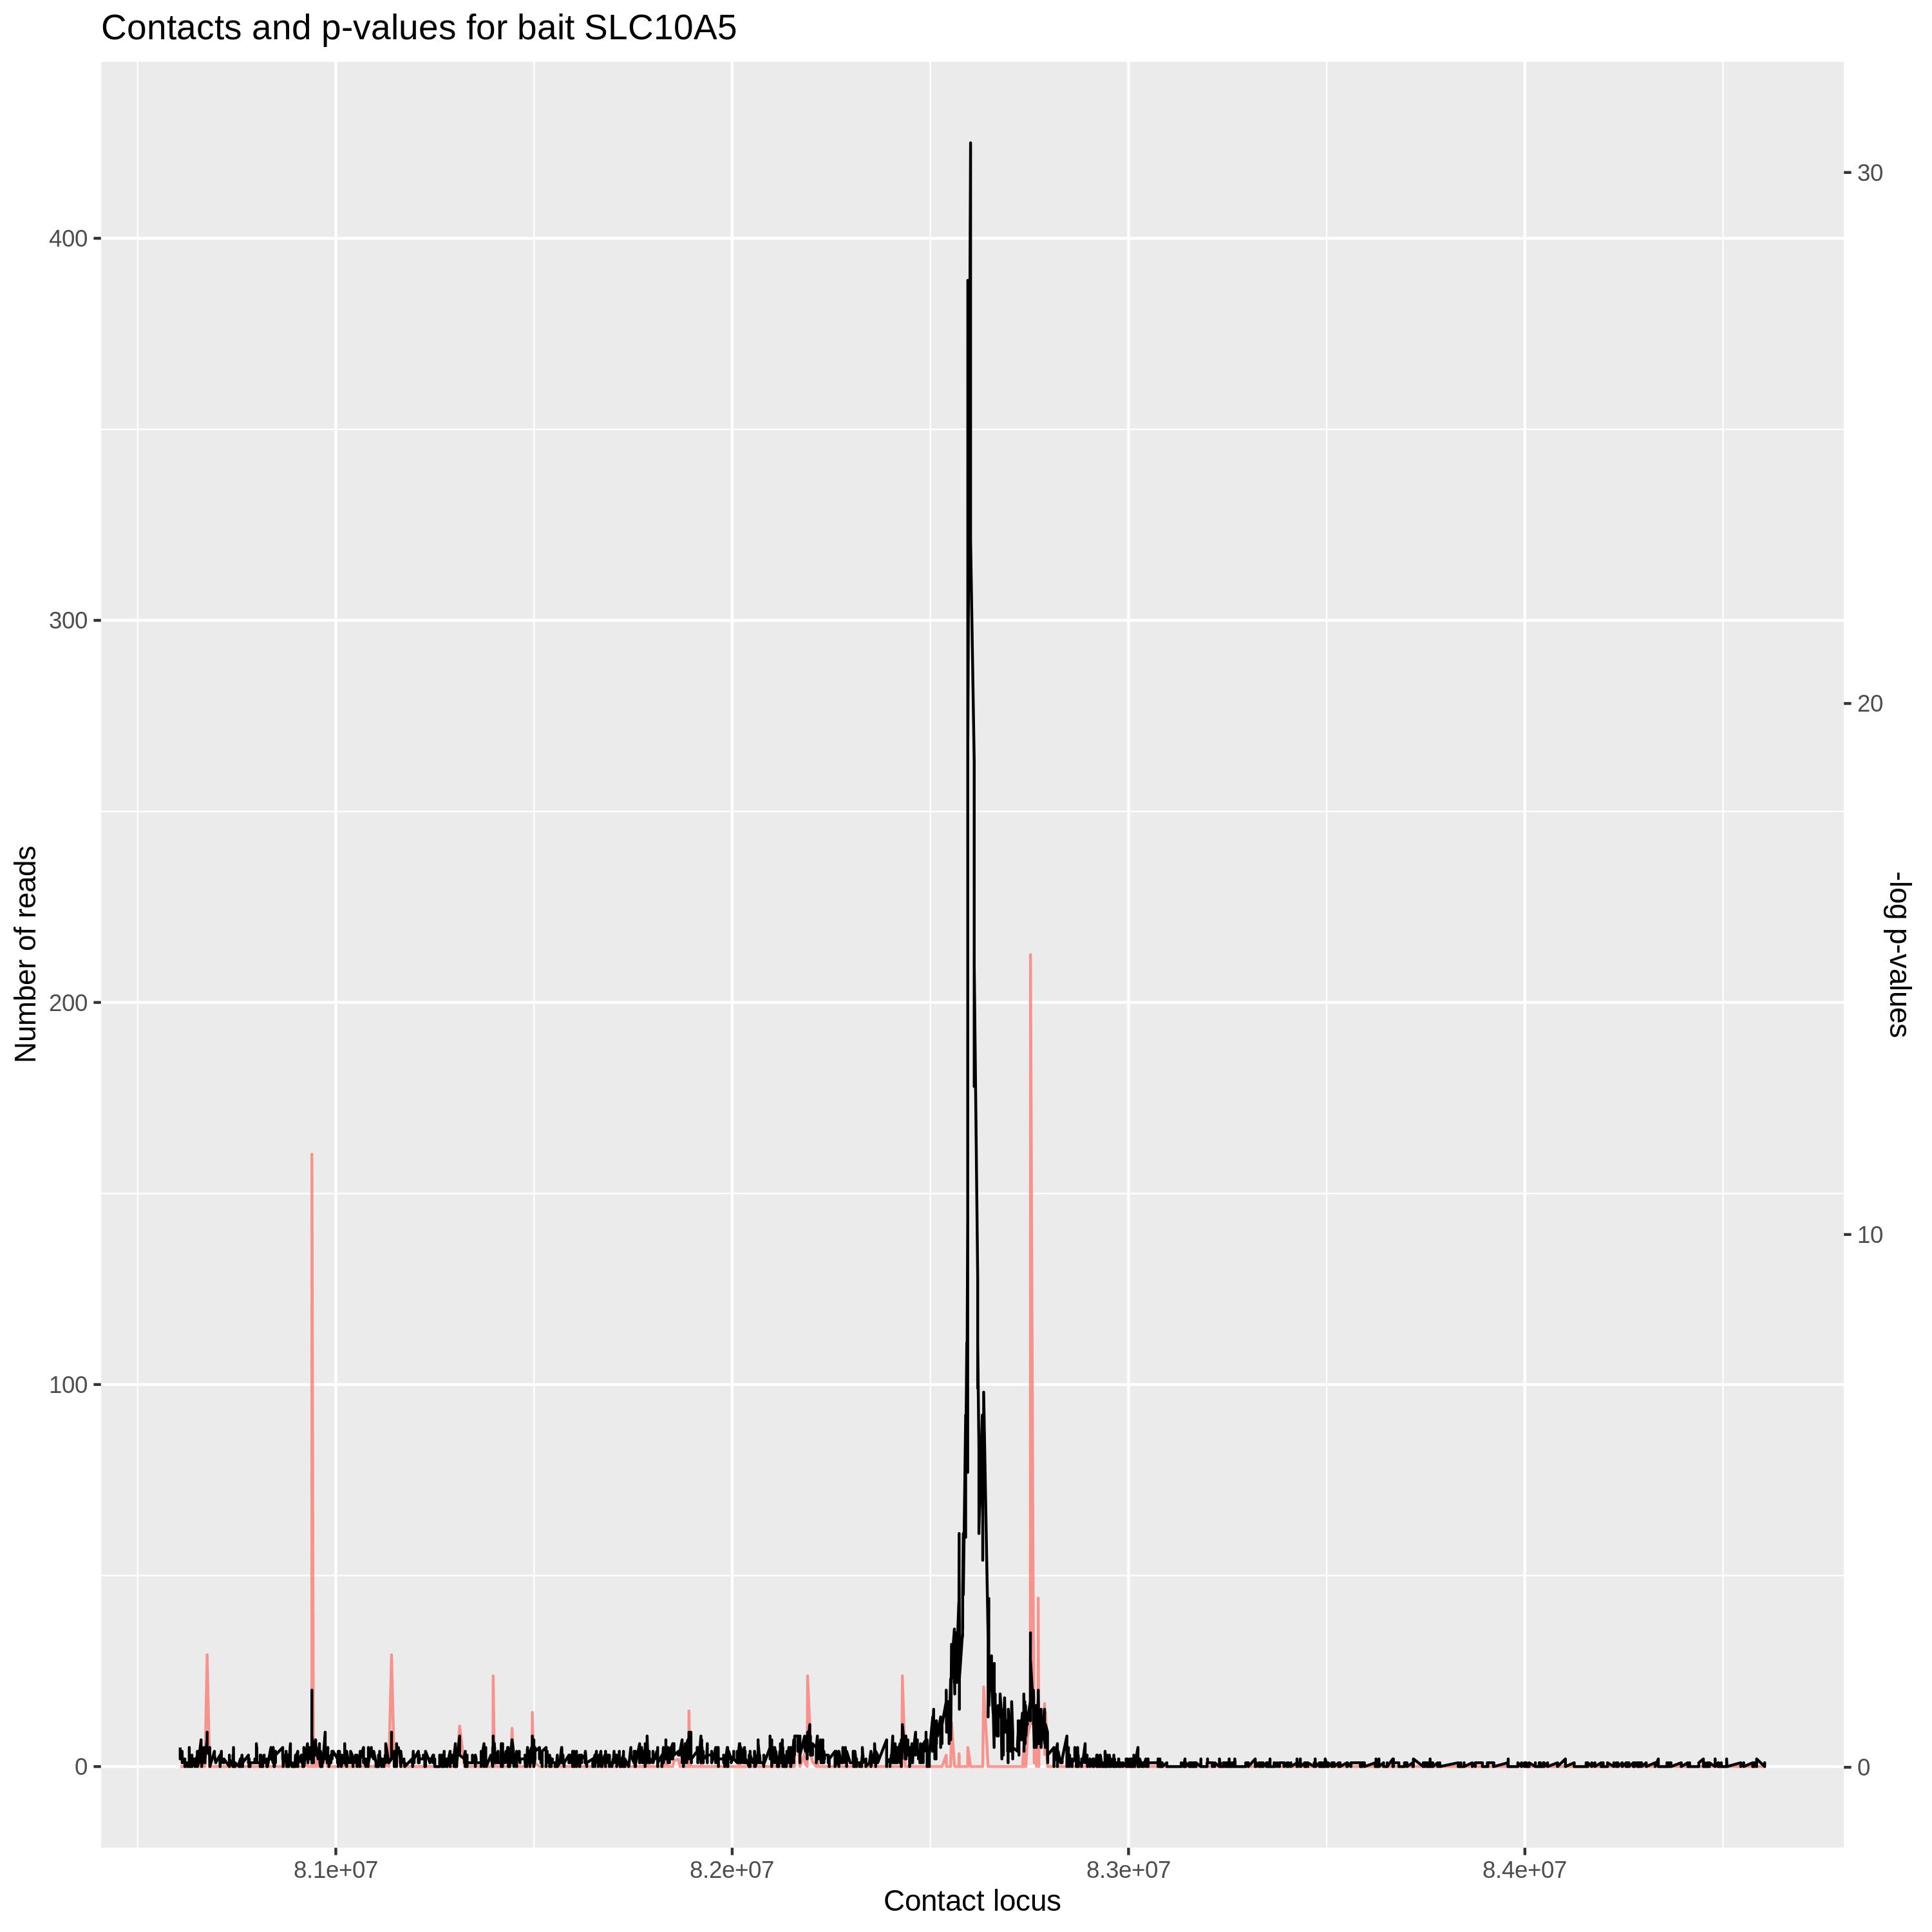 Contacts and p-values for bait SLC10A5
400
300
200
100
0
30
20
10
0
Number of reads
-log p-values
8.1e+07 8.2e+07 8.3e+07 8.4e+07
Contact locus